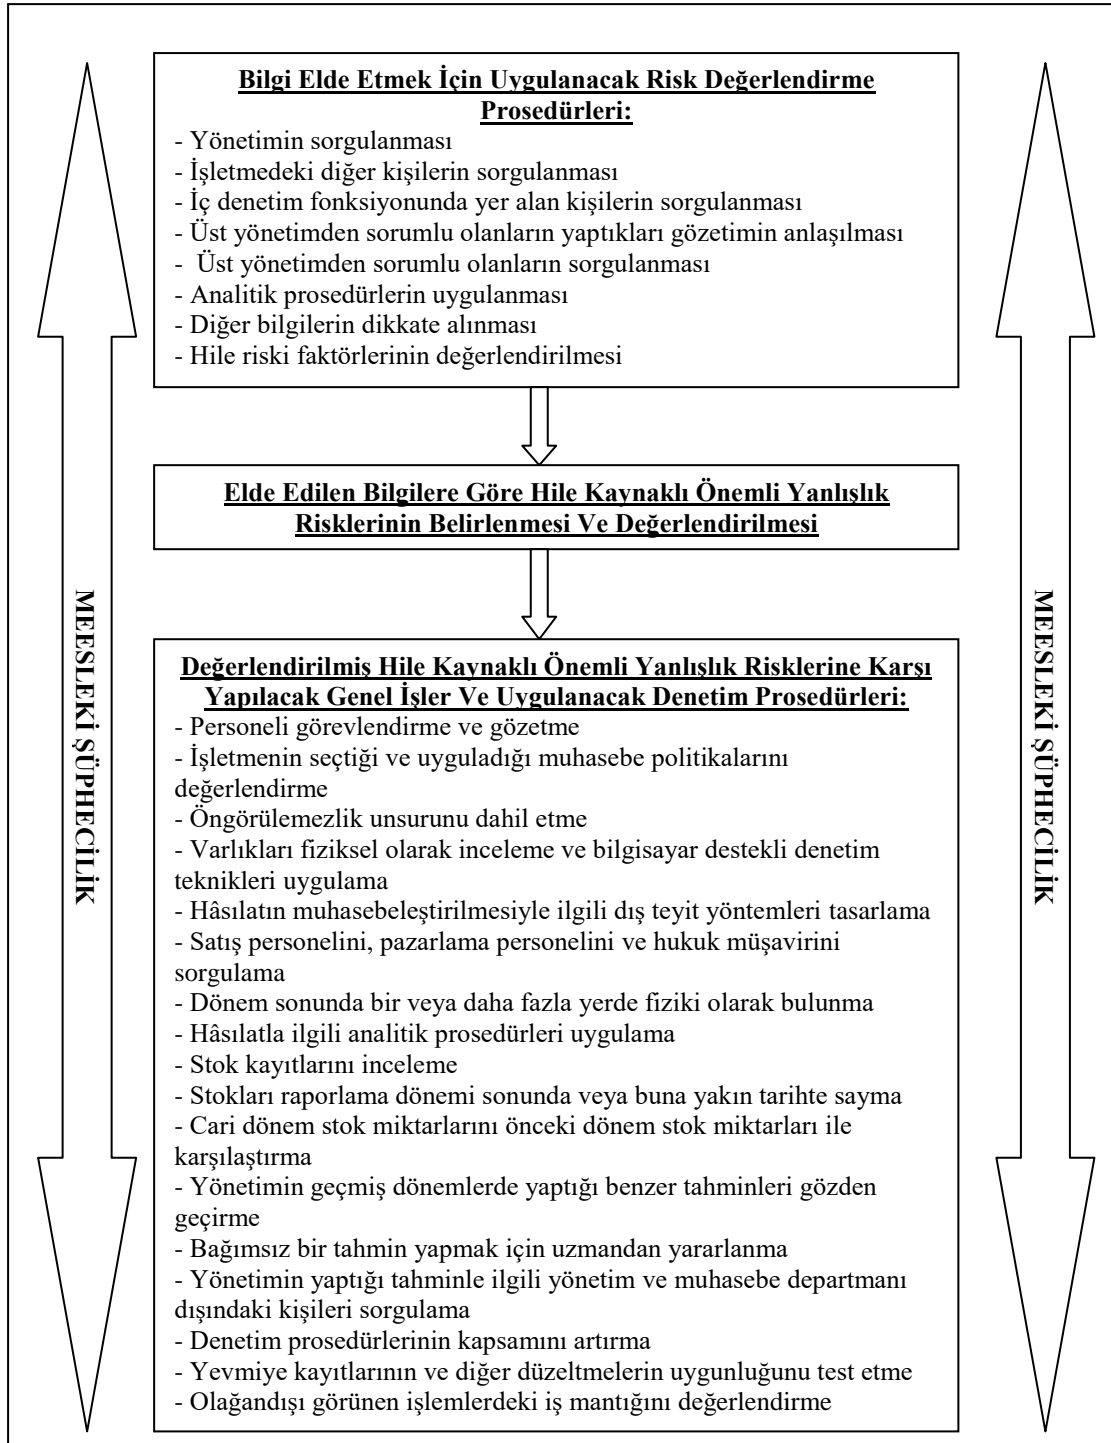 Bilgi Elde Etmek İçin Uygulanacak Risk Değerlendirme
Prosedürleri:
- Yönetimin sorgulanması
- İşletmedeki diğer kişilerin sorgulanması
- İç denetim fonksiyonunda yer alan kişilerin sorgulanması
- Üst yönetimden sorumlu olanların yaptıkları gözetimin anlaşılması
- Üst yönetimden sorumlu olanların sorgulanması
- Analitik prosedürlerin uygulanması
- Diğer bilgilerin dikkate alınması
- Hile riski faktörlerinin değerlendirilmesi
Elde Edilen Bilgilere Göre Hile Kaynaklı Önemli Yanlışlık
Risklerinin Belirlenmesi Ve Değerlendirilmesi
MEESLEKİ ŞÜPHECİLİK
Değerlendirilmiş Hile Kaynaklı Önemli Yanlışlık Risklerine Karşı
Yapılacak Genel İşler Ve Uygulanacak Denetim Prosedürleri:
- Personeli görevlendirme ve gözetme
- İşletmenin seçtiği ve uyguladığı muhasebe politikalarını
değerlendirme
- Öngörülemezlik unsurunu dahil etme
- Varlıkları fiziksel olarak inceleme ve bilgisayar destekli denetim
teknikleri uygulama
- Hâsılatın muhasebeleştirilmesiyle ilgili dış teyit yöntemleri tasarlama
- Satış personelini, pazarlama personelini ve hukuk müşavirini
sorgulama
- Dönem sonunda bir veya daha fazla yerde fiziki olarak bulunma
- Hâsılatla ilgili analitik prosedürleri uygulama
- Stok kayıtlarını inceleme
- Stokları raporlama dönemi sonunda veya buna yakın tarihte sayma
- Cari dönem stok miktarlarını önceki dönem stok miktarları ile
karşılaştırma
- Yönetimin geçmiş dönemlerde yaptığı benzer tahminleri gözden
geçirme
- Bağımsız bir tahmin yapmak için uzmandan yararlanma
- Yönetimin yaptığı tahminle ilgili yönetim ve muhasebe departmanı
dışındaki kişileri sorgulama
- Denetim prosedürlerinin kapsamını artırma
- Yevmiye kayıtlarının ve diğer düzeltmelerin uygunluğunu test etme
- Olağandışı görünen işlemlerdeki iş mantığını değerlendirme
MEESLEKİ ŞÜPHECİLİK